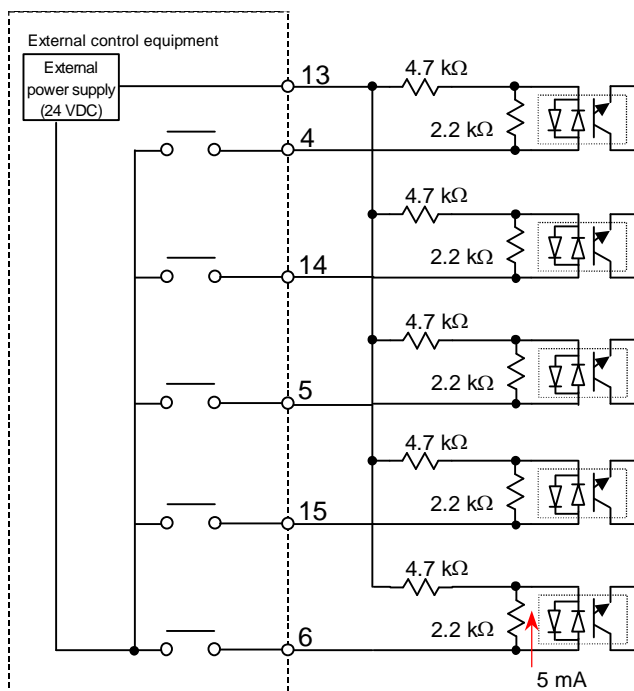 External control equipment
External
power supply
(24 VDC)
13
4.7 kΩ
2.2 kΩ
4
4.7 kΩ
2.2 kΩ
14
4.7 kΩ
2.2 kΩ
5
4.7 kΩ
2.2 kΩ
15
4.7 kΩ
2.2 kΩ
6
5 mA